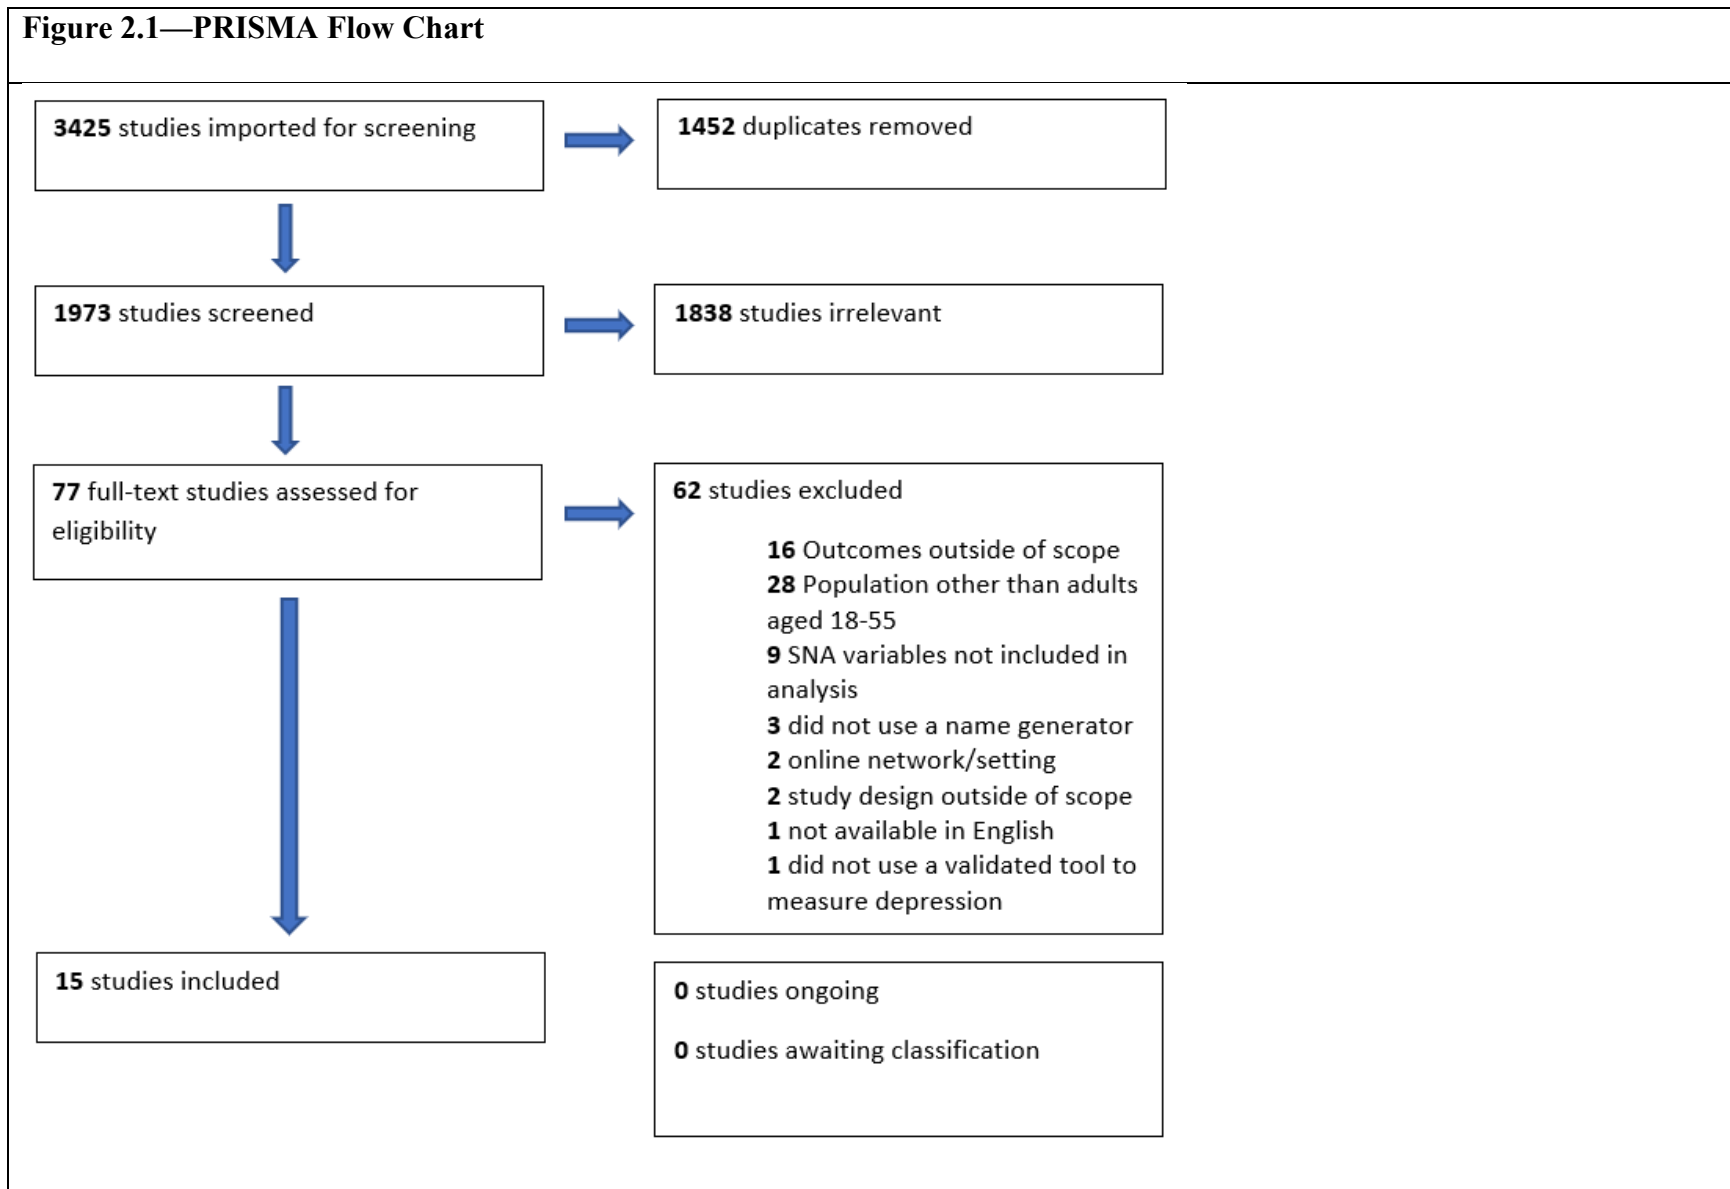 Figure 2.1—PRISMA Flow Chart
3425 studies imported for screening
1452 duplicates removed
1973 studies screened
1838 studies irrelevant
77 full-text studies assessed for
eligibility
62 studies excluded
16 Outcomes outside of scope
28 Population other than adults
aged 18-55
9 SNA variables not included in
analysis
3 did not use a name generator
2 online network/setting
2 study design outside of scope
1 not available in English
1 did not use a validated tool to
measure depression
15 studies included
0 studies ongoing
0 studies awaiting classification